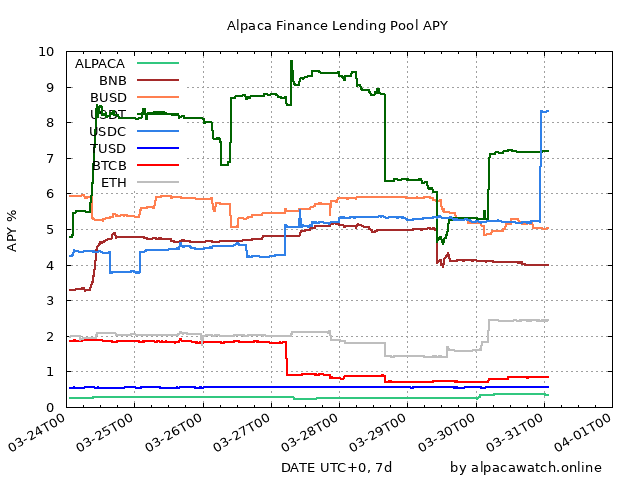 Alpaca Finance Lending Pool APY
APY %
10
9
8
7
6
5
4
3
2
1
0
ALPACA
BNB
BUSD
USDT
USDC
TUSD
BTCB
ETH
03-24T00
03-25T00
03-26T00
03-27T00
03-28T00
03-29T00
03-30T00
03-31T00
04-01T00
DATE UTC+0, 7d
by alpacawatch.online